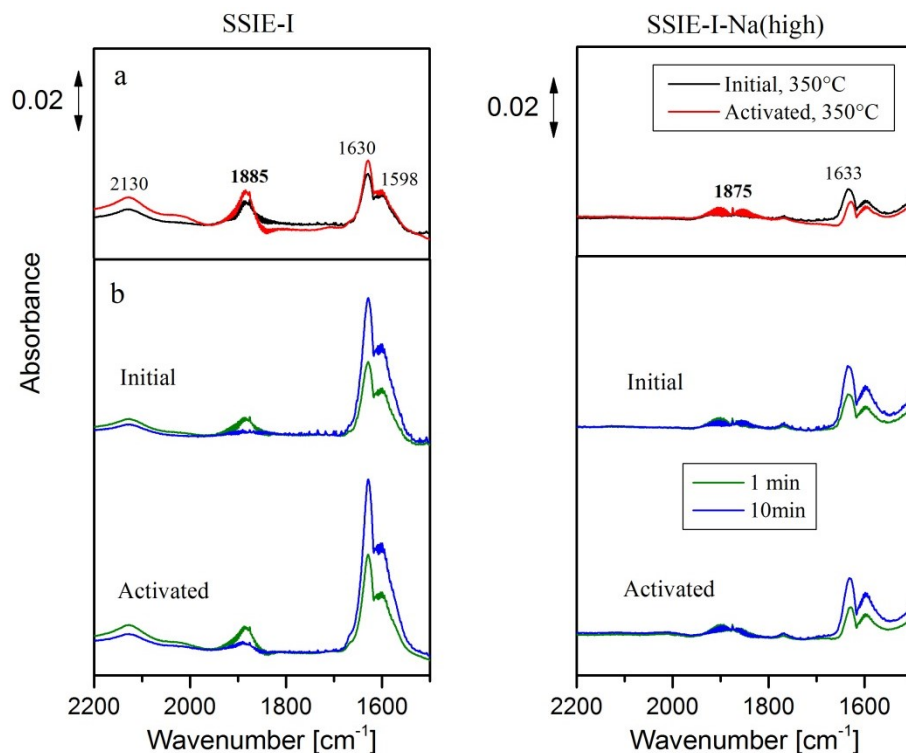 SSIE-I
SSIE-I-Na(high)
a
0.02
2130
1885
1630
1598
0.02
Initial, 350°C
Activated, 350°C
1875
1633
b
Initial
Activated
Initial
1 min
10min
Activated
Absorbance
2200 2000 1800 1600
2200 2000 1800 1600
Wavenumber [cm⁻¹]
Wavenumber [cm⁻¹]